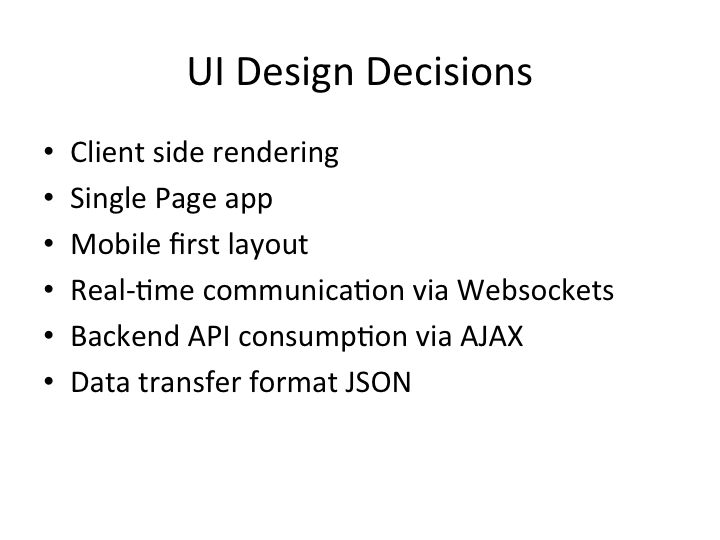 UI Design Decisions
• Client side rendering
• Single Page app
• Mobile first layout
• Real-time communication via Websockets
• Backend API consumption via AJAX
• Data transfer format JSON